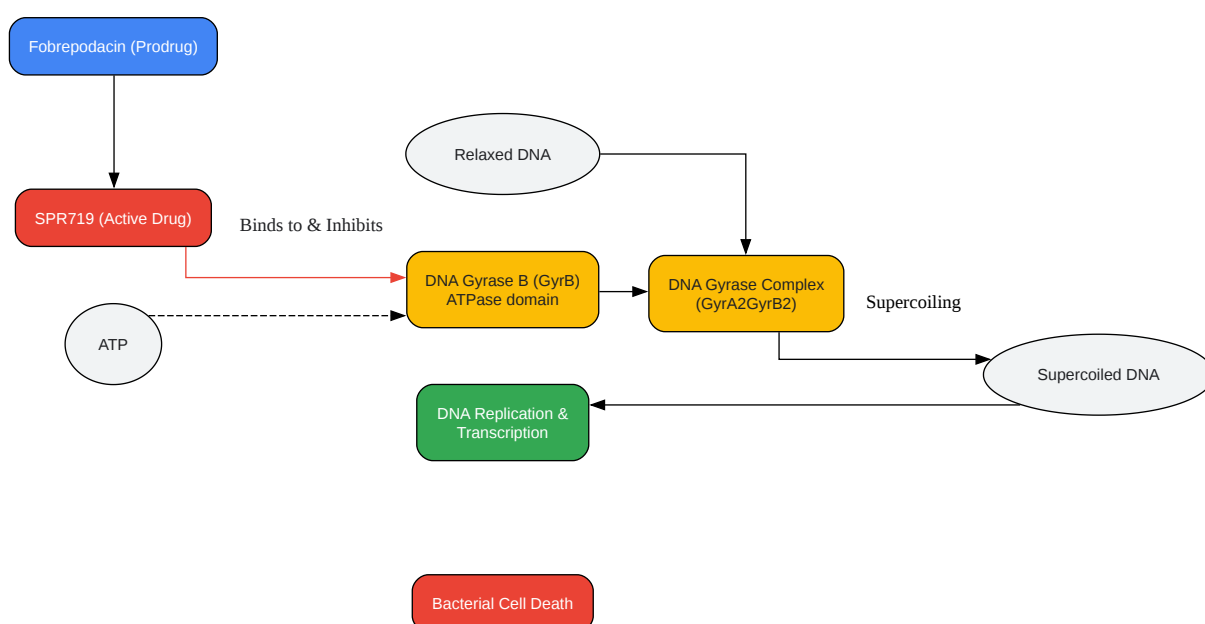 Fobrepodacin (Prodrug)
Relaxed DNA
SPR719 (Active Drug)
Binds to & Inhibits
DNA Gyrase B (GyrB)
ATPase domain
DNA Gyrase Complex
(GyrA2GyrB2)
Supercoiling
ATP
Supercoiled DNA
DNA Replication &
Transcription
Bacterial Cell Death